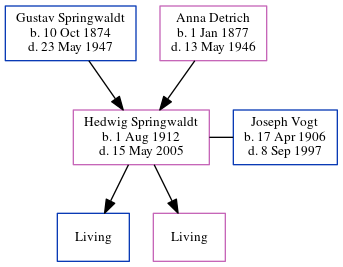 Gustav Springwaldt
b. 10 Oct 1874
d. 23 May 1947
Anna Detrich
b. 1 Jan 1877
d. 13 May 1946
Hedwig Springwaldt
b. 1 Aug 1912
d. 15 May 2005
Joseph Vogt
b. 17 Apr 1906
d. 8 Sep 1997
Living
Living